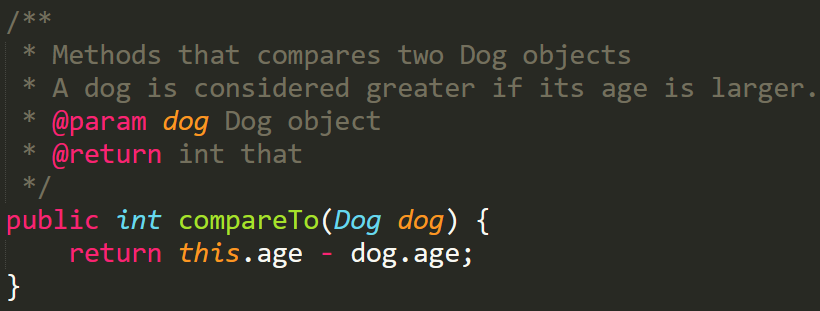 /**
 * Methods that compares two Dog objects
 * A dog is considered greater if its age is larger.
 * @param dog Dog object
 * @return int that
 */
public int compareTo(Dog dog) {
    return this.age - dog.age;
}